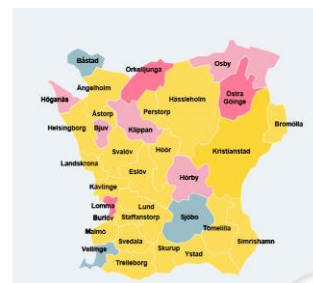 Båstad
Örkelljunga
Osby
Ängelholm
Höganäs
Hässleholm
Östra
Göinge
Åstorp
Perstorp
Helsingborg
Bjuv
Klippan
Bromölla
Svalöv
Höör
Kristianstad
Landskrona
Eslöv
Hörby
Kävlinge
Lomma
Lund
Burlöv
Staffanstorp
Sjöbo
Tomelilla
Malmö
Svedala
Simrishamn
Vellinge
Skurup
Ystad
Trelleborg